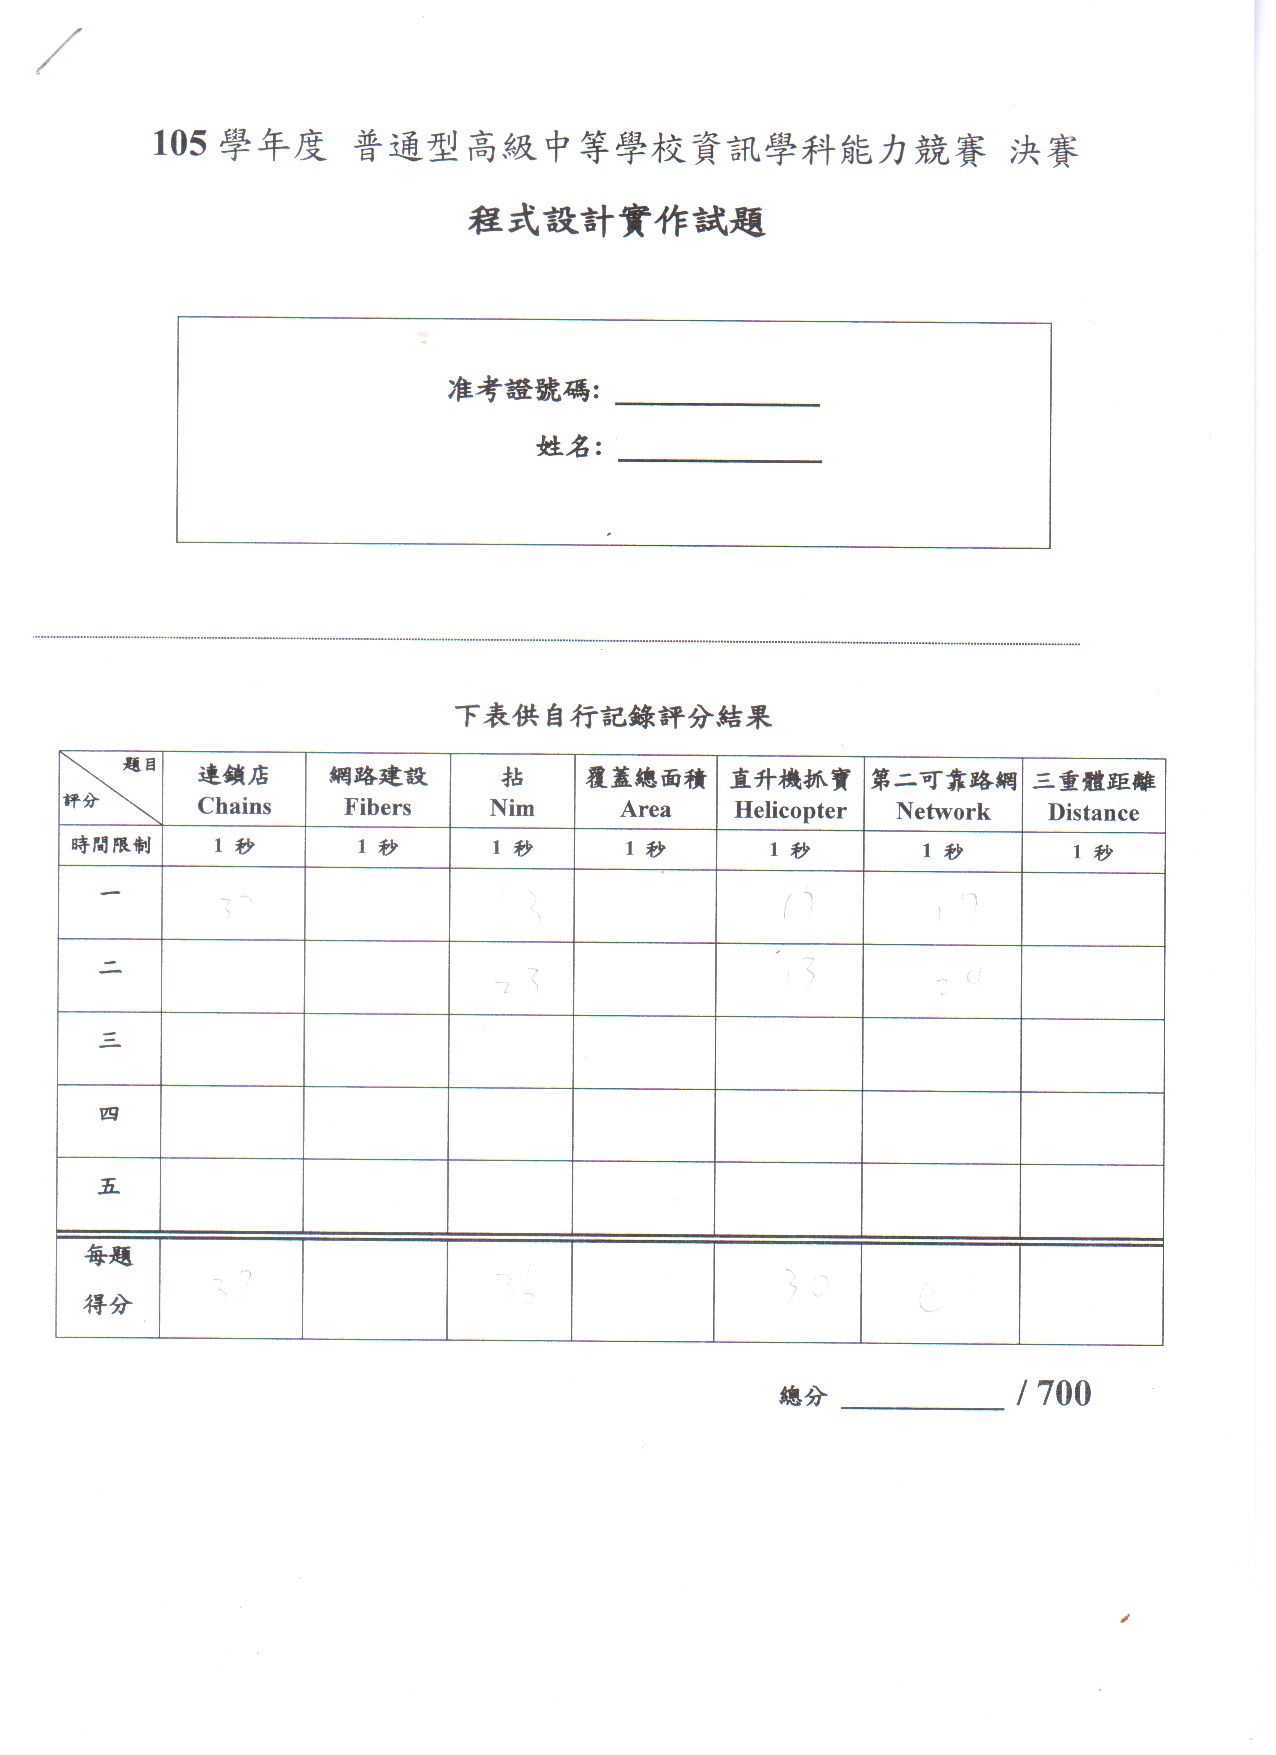 105 學年度 普通型高級中等學校資訊學科能力競賽 決賽
程式設計實作試題
准考證號碼:
姓名:
下表供自行記錄評分結果
題目 評分 連鎖店 Chains 網路建設 Fibers 拈 Nim 覆蓋總面積 Area 直升機抓寶 Helicopter 第二可靠路網 Network 三重體距離 Distance
時間限制 1 秒 1 秒 1 秒 1 秒 1 秒 1 秒 1 秒
一 37 13 17 17
二 23 13
三
四
五
每題得分 37 36 30
總分 / 700